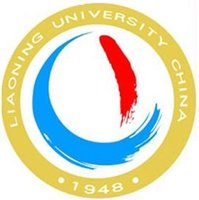 LIAONING UNIVERSITY CHINA
• 1948 •